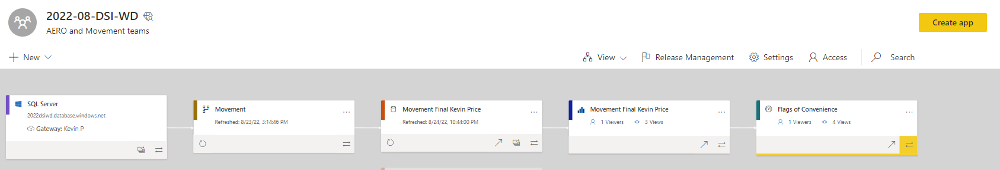 2022-08-DSI-WD
AERO and Movement teams
Create app
New
View
Release Management
Settings
Access
Search
SQL Server
2022dsiwd.database.windows.net
Gateway: Kevin P
Movement
Refreshed: 8/23/22, 3:14:46 PM
Movement Final Kevin Price
Refreshed: 8/24/22, 10:44:00 PM
Movement Final Kevin Price
1 Viewers
3 Views
Flags of Convenience
1 Viewers
4 Views